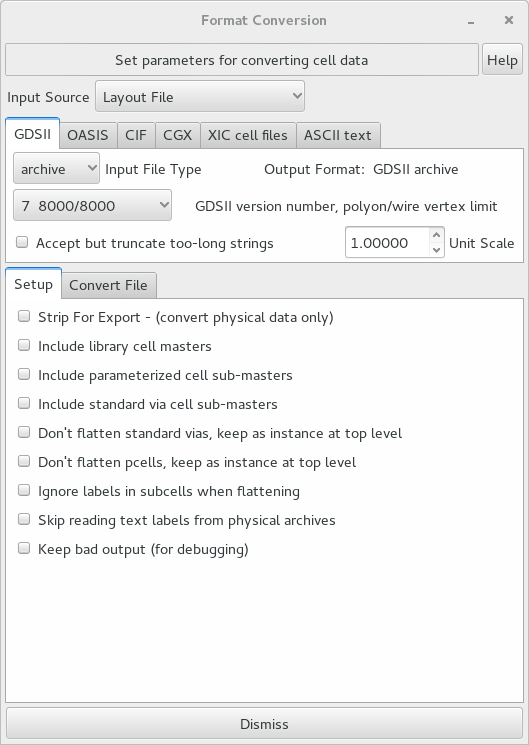 Format Conversion
Set parameters for converting cell data Help
Input Source Layout File
GDSII OASIS CIF CGX XIC cell files ASCII text
archive Input File Type Output Format: GDSII archive
7 8000/8000 GDSII version number, polyon/wire vertex limit
Accept but truncate too-long strings 1.00000 Unit Scale
Setup Convert File
Strip For Export - (convert physical data only)
Include library cell masters
Include parameterized cell sub-masters
Include standard via cell sub-masters
Don't flatten standard vias, keep as instance at top level
Don't flatten pcells, keep as instance at top level
Ignore labels in subcells when flattening
Skip reading text labels from physical archives
Keep bad output (for debugging)
Dismiss